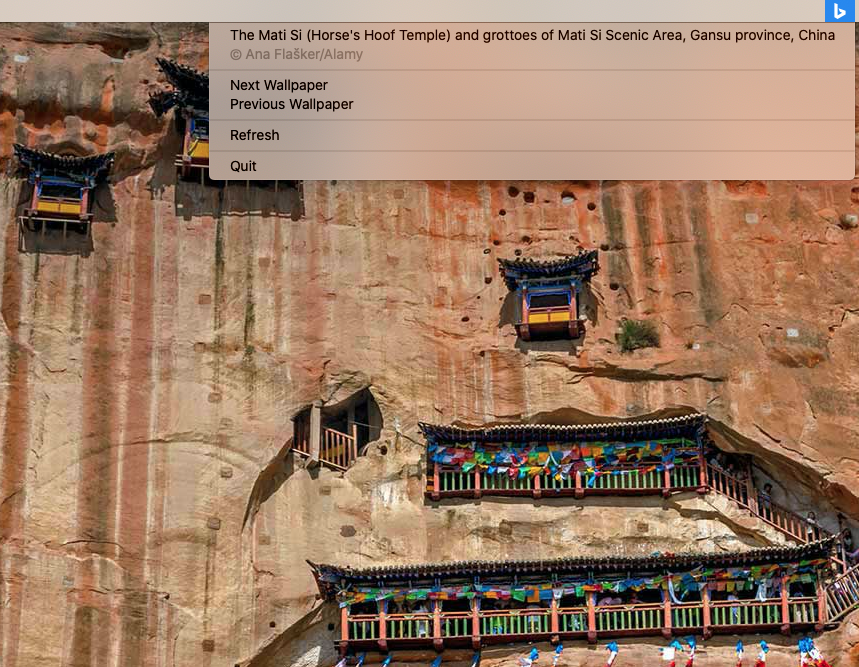 The Mati Si (Horse's Hoof Temple) and grottoes of Mati Si Scenic Area, Gansu province, China
© Ana Flašker/Alamy
Next Wallpaper
Previous Wallpaper
Refresh
Quit